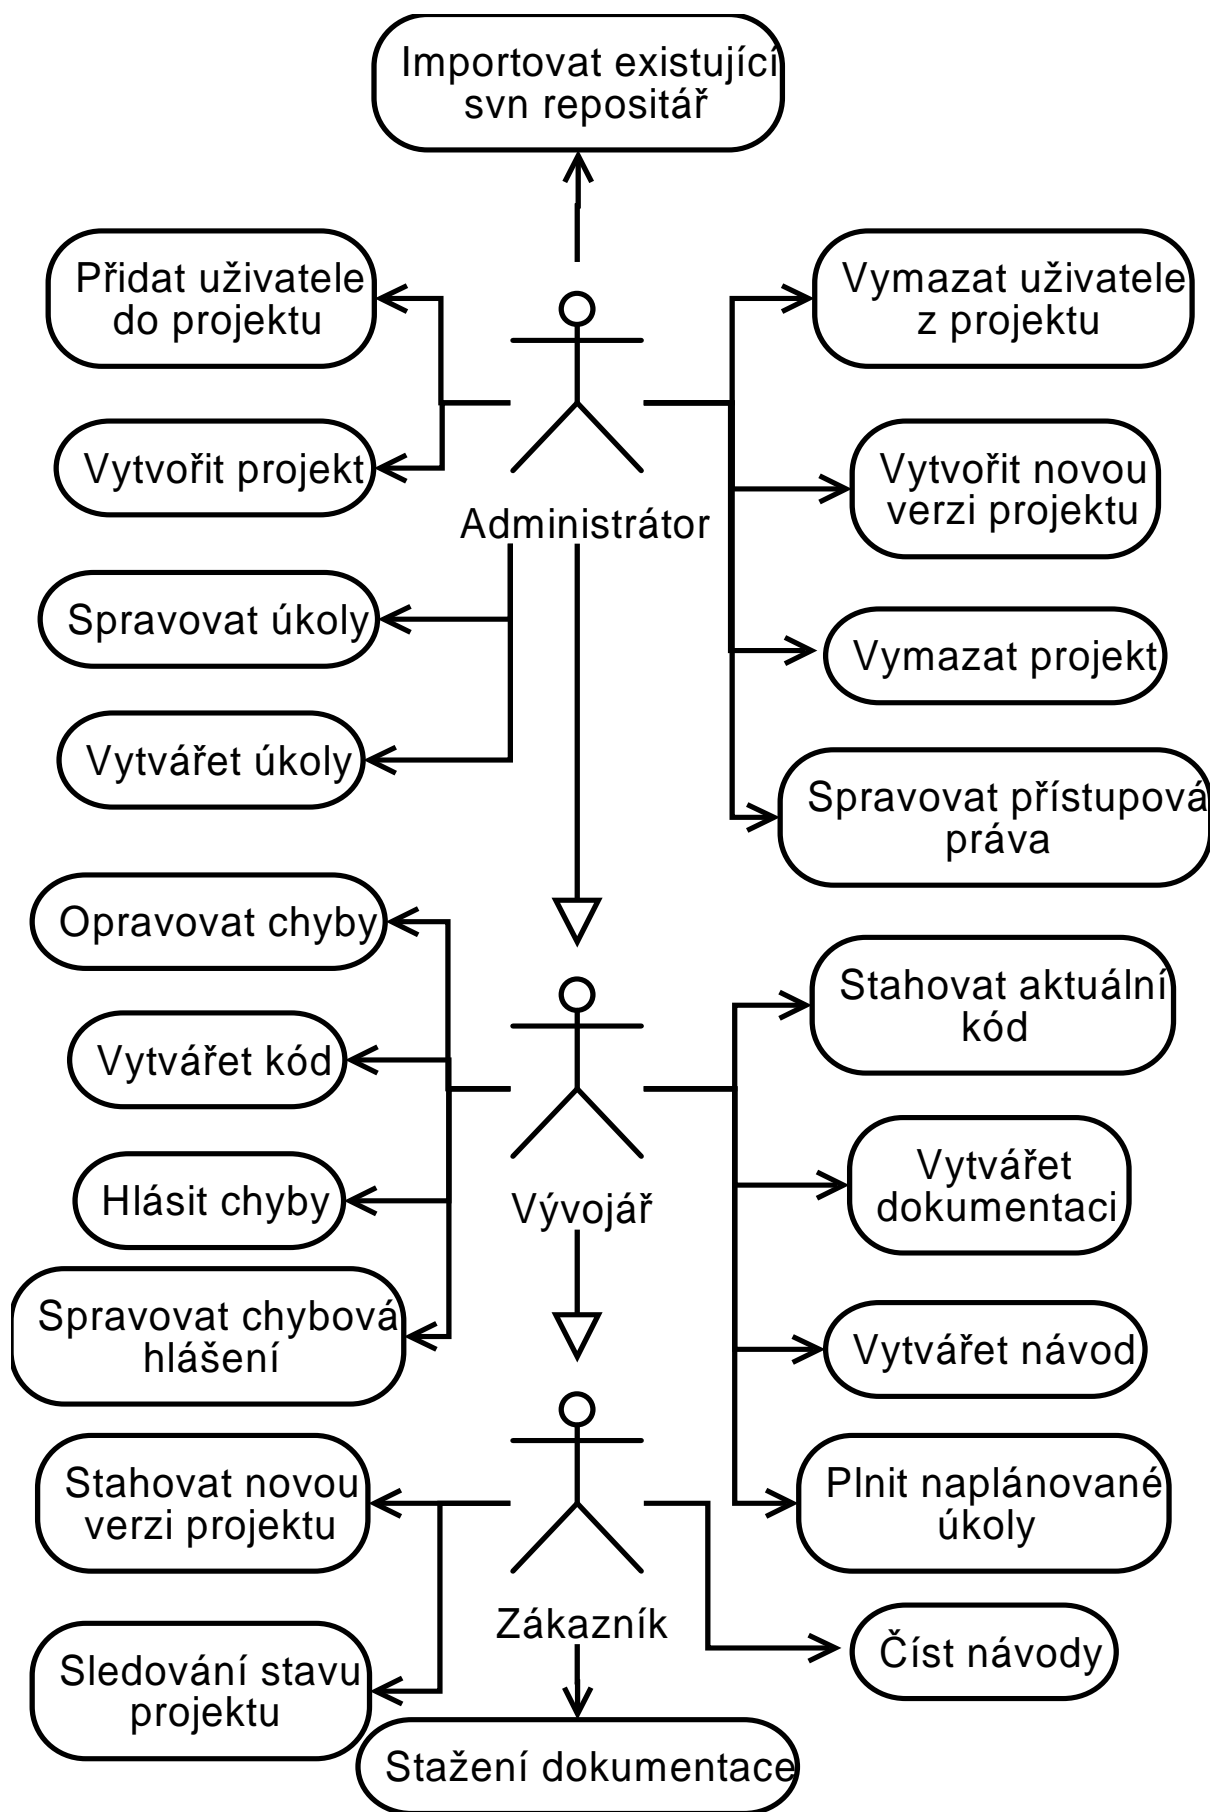 Importovat existující
svn repositář
Přidat uživatele
do projektu
Vymazat uživatele
z projektu
Vytvořit projekt
Vytvořit novou
verzi projektu
Administrátor
Spravovat úkoly
Vymazat projekt
Vytvářet úkoly
Spravovat přístupová
práva
Opravovat chyby
Stahovat aktuální
kód
Vytvářet kód
Vytvářet
dokumentaci
Hlásit chyby
Vývojář
Spravovat chybová
hlášení
Vytvářet návod
Stahovat novou
verzi projektu
Plnit naplánované
úkoly
Zákazník
Číst návody
Sledování stavu
projektu
Stažení dokumentace